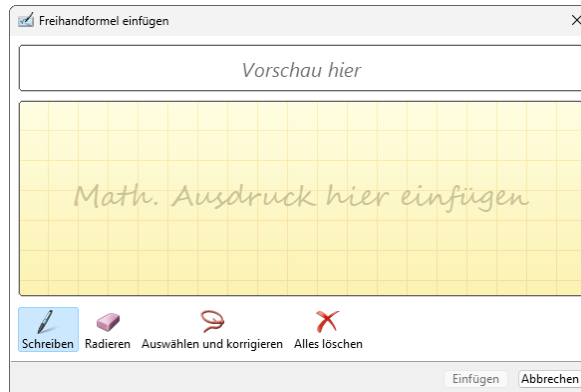 Freihandformel einfügen
Vorschau hier
Math. Ausdruck hier einfügen
Schreiben Radieren Auswählen und korrigieren Alles löschen
Einfügen Abbrechen